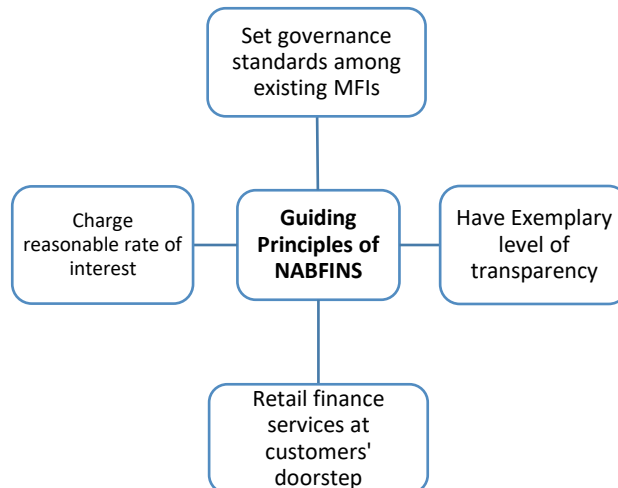 Set governance
standards among
existing MFIs
Charge
reasonable rate of
interest
Guiding
Principles of
NABFINS
Have Exemplary
level of
transparency
Retail finance
services at
customers'
doorstep